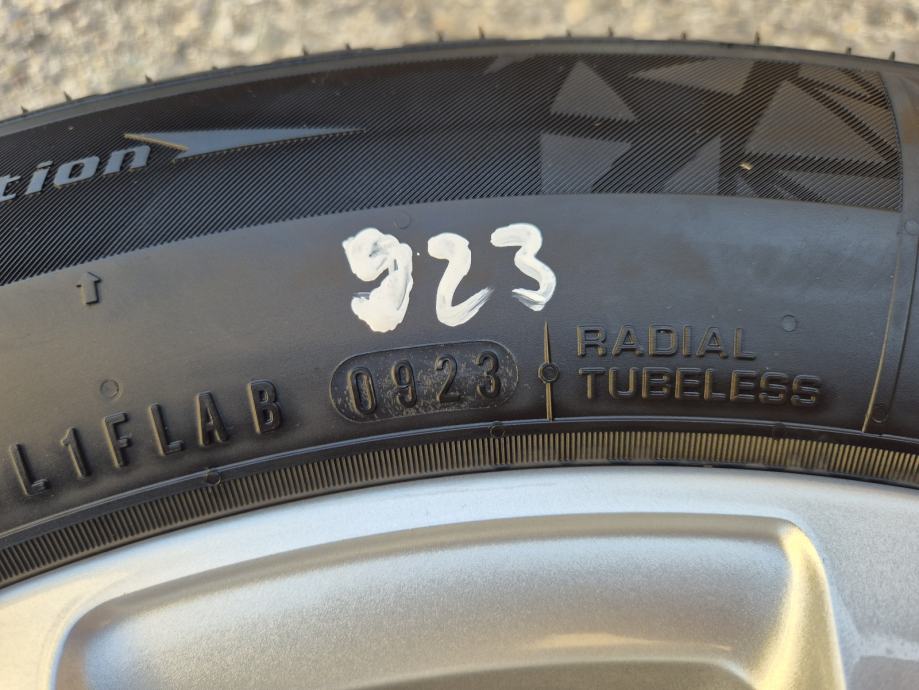 tion
923
L1FLAB 0923
RADIAL
TUBELESS